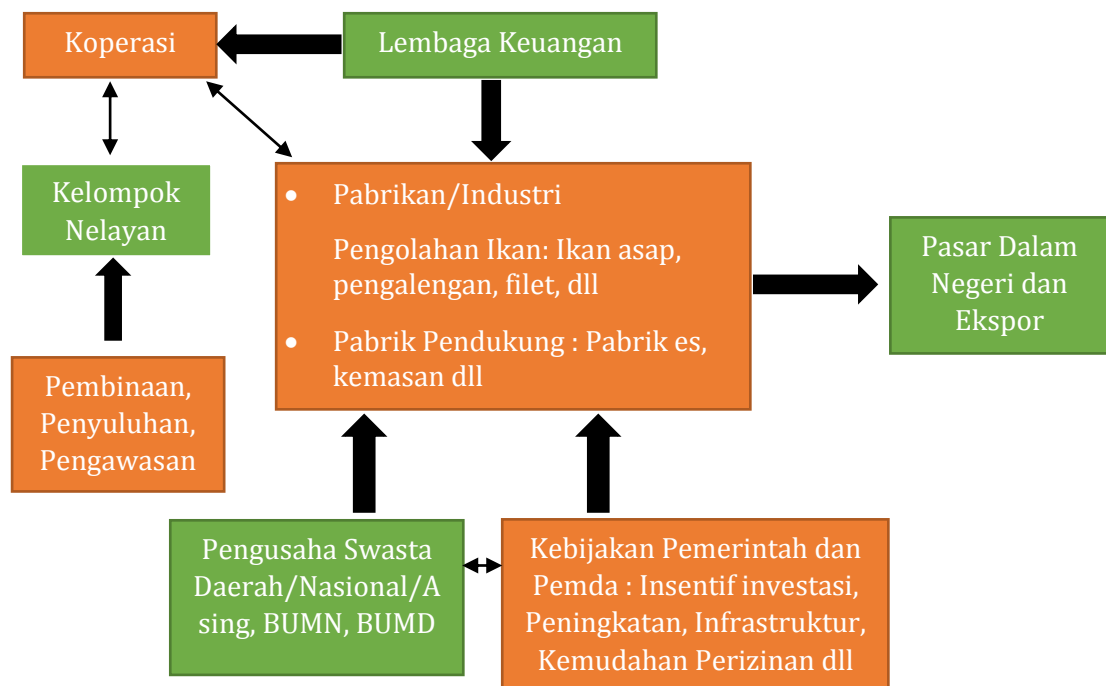 Koperasi
Lembaga Keuangan
Kelompok
Nelayan
• Pabrikan/Industri
Pengolahan Ikan: Ikan asap,
pengalengan, filet, dll
• Pabrik Pendukung : Pabrik es,
kemasan dll
Pasar Dalam
Negeri dan
Ekspor
Pembinaan,
Penyuluhan,
Pengawasan
Pengusaha Swasta
Daerah/Nasional/A
sing, BUMN, BUMD
Kebijakan Pemerintah dan
Pemda : Insentif investasi,
Peningkatan, Infrastruktur,
Kemudahan Perizinan dll